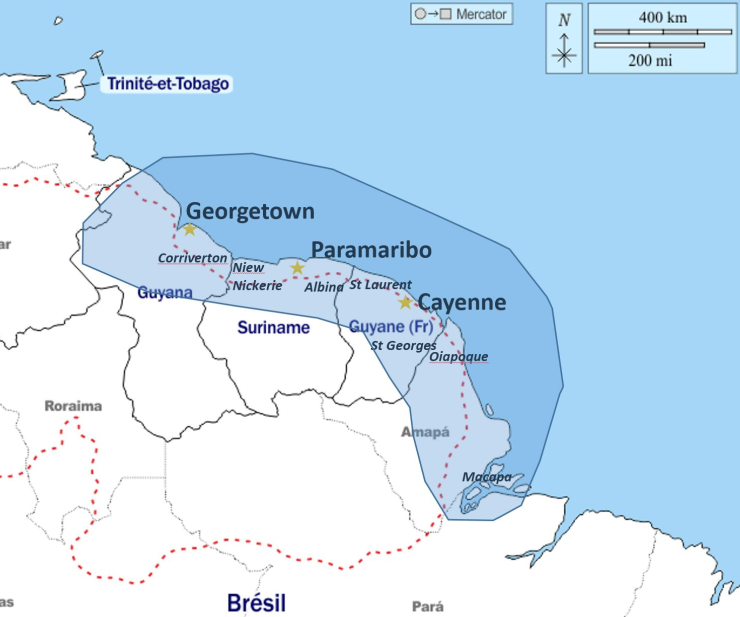 Mercator
N
400 km
200 mi
Trinité-et-Tobago
Georgetown
Paramaribo
Corriverton
Niew
Nickerie
Albina
St Laurent
Cayenne
Guyana
Suriname
Guyane (Fr)
St Georges
Oiapoque
ar
Roraima
Amapá
Macapa
as
Brésil
Pará